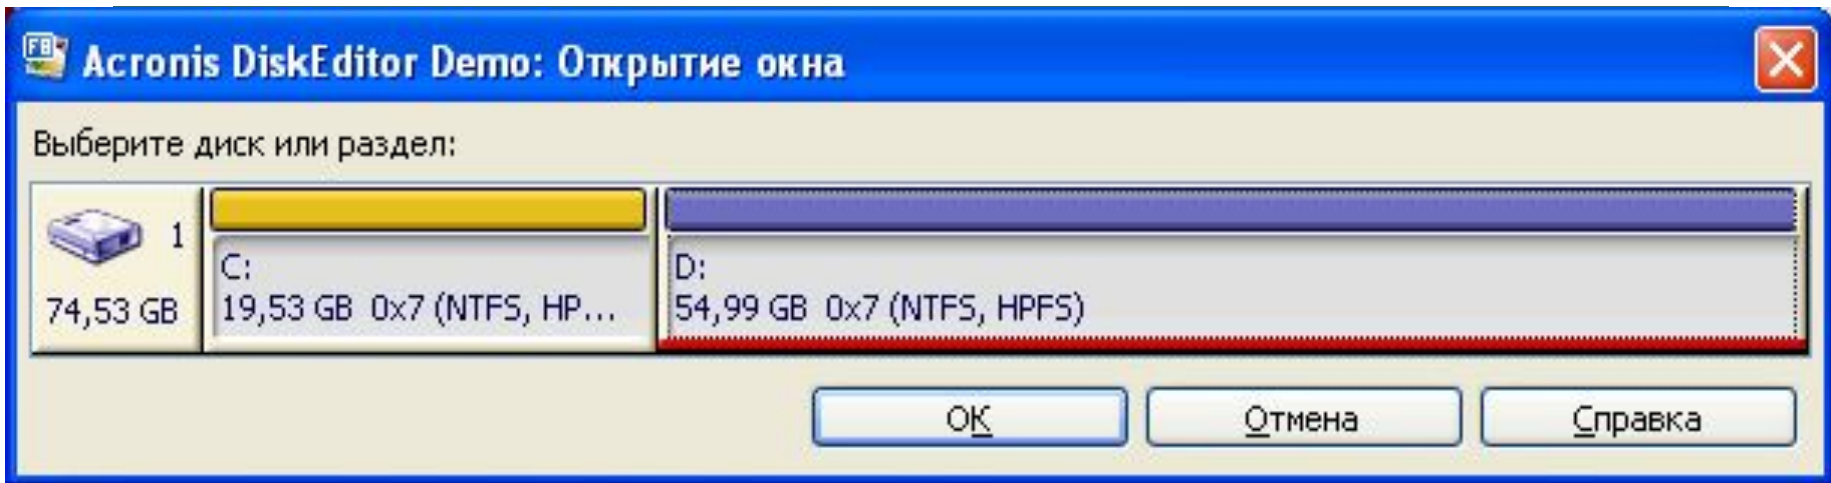 Acronis DiskEditor Demo: Открытие окна
Выберите диск или раздел:
1
74,53 GB
C:
19,53 GB 0x7 (NTFS, HP...
D:
54,99 GB 0x7 (NTFS, HPFS)
OK
Отмена
Справка